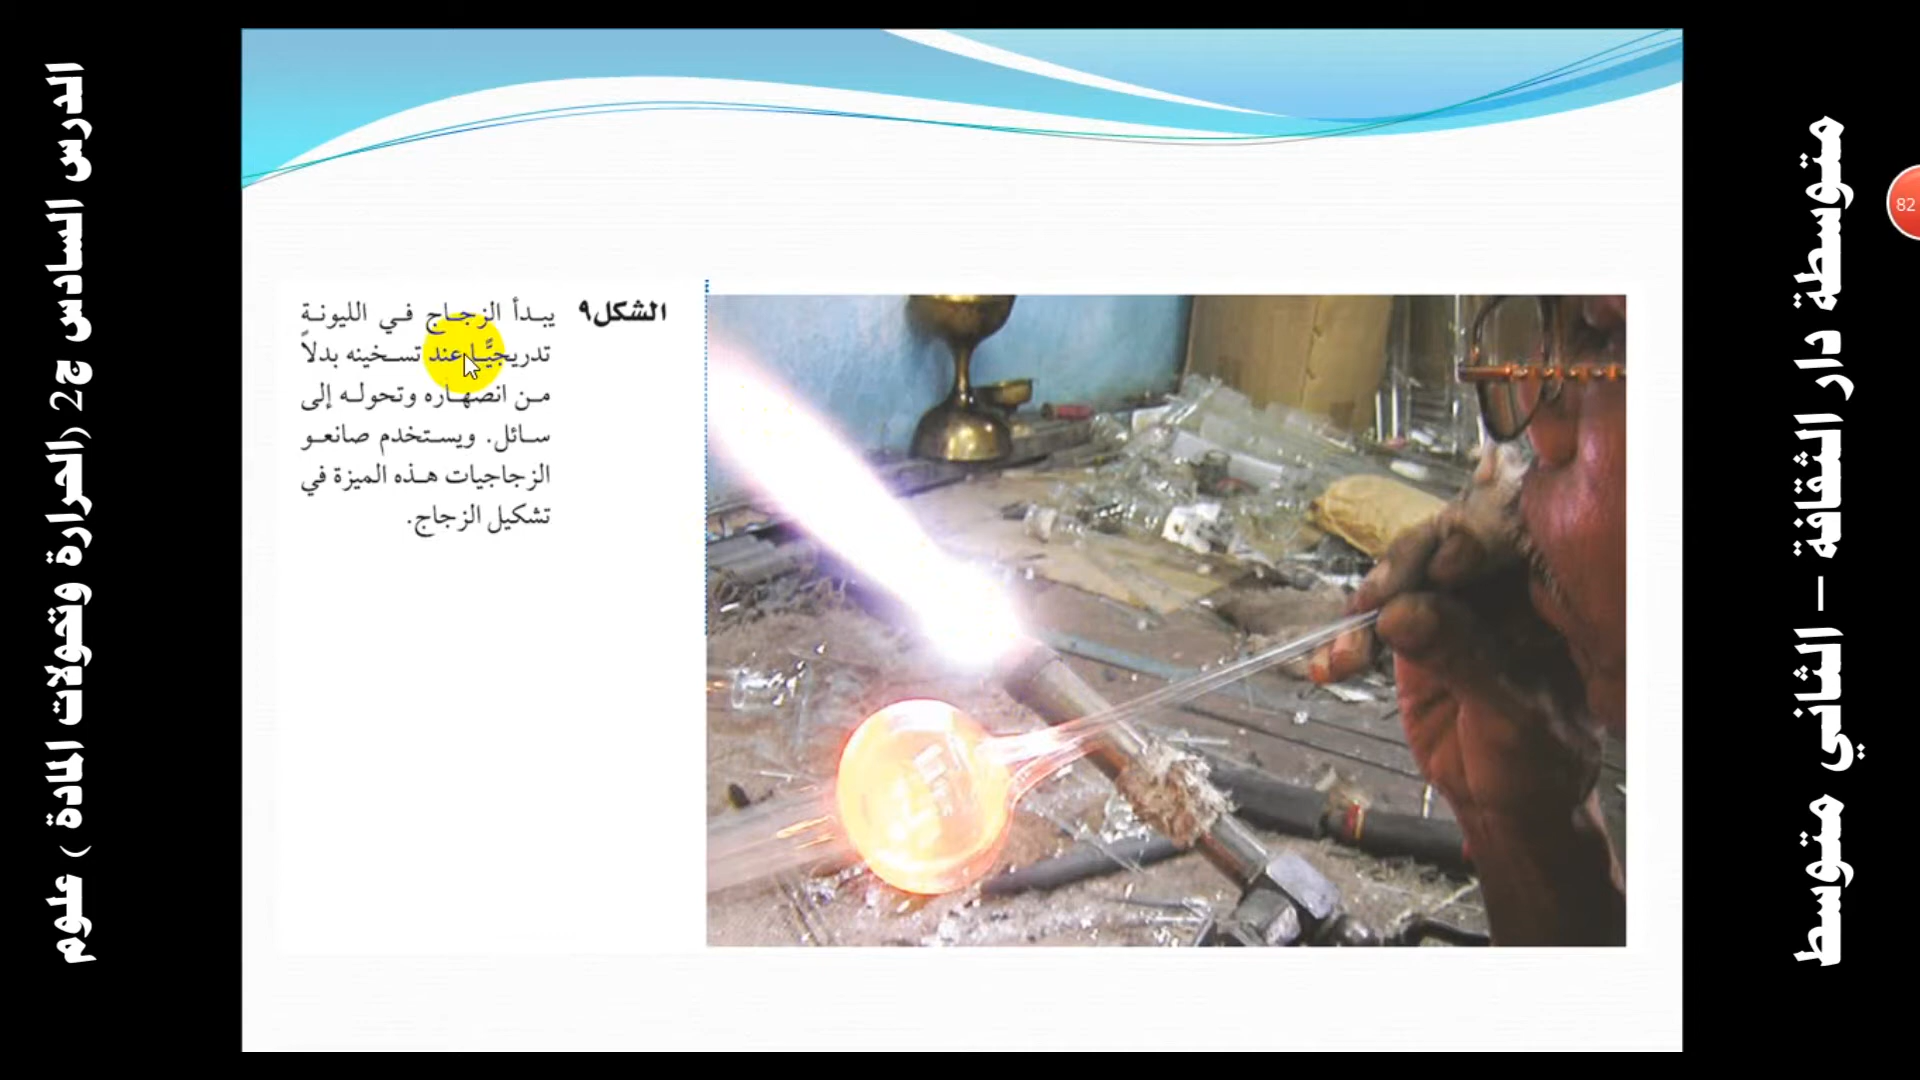 متوسطة دار الثقافة – الثاني متوسط
82
الشكل٩ يبدأ الزجاج في الليونة
تدريجيًّا عند تسخينه بدلاً
من انصهاره وتحوله إلى
سائل. ويستخدم صانعو
الزجاجيات هذه الميزة في
تشكيل الزجاج.
الدرس السادس ج2 (الحرارة وتحولات المادة ) علوم